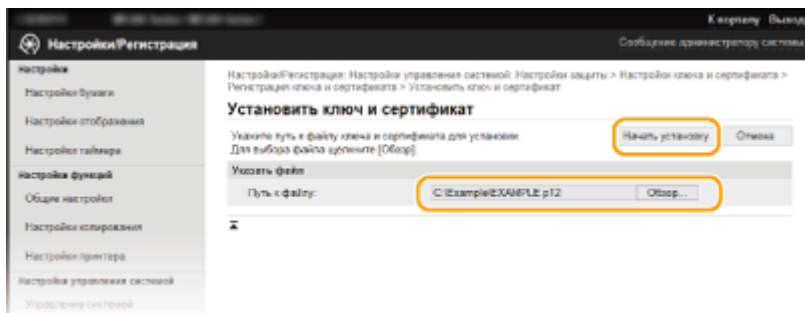 К порталу Выход
Настройки/Регистрация
Сообщение администратору системы
Настройки
Настройки бумаги
Настройки отображения
Настройки таймера
Настройки функций
Общие настройки
Настройки копирования
Настройки принтера
Настройки управления системой
Управление системой
Настройки/Регистрация: Настройки управления системой: Настройки защиты > Настройки ключа и сертификата >
Регистрация ключа и сертификата > Установить ключ и сертификат
Установить ключ и сертификат
Укажите путь к файлу ключа и сертификата для установки.
Для выбора файла щелкните [Обзор].
Начать установку Отмена
Указать файл
Путь к файлу: C:\Example\EXAMPLE.p12 Обзор...